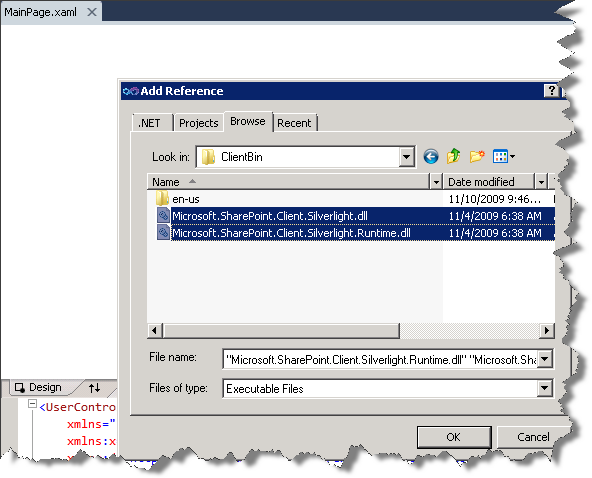 MainPage.xaml
Add Reference
.NET Projects Browse Recent
Look in: ClientBin
Name Date modified
en-us 11/10/2009 9:46...
Microsoft.SharePoint.Client.Silverlight.dll 11/4/2009 6:38 AM
Microsoft.SharePoint.Client.Silverlight.Runtime.dll 11/4/2009 6:38 AM
File name: "Microsoft.SharePoint.Client.Silverlight.Runtime.dll" "Microsoft.Sha
Files of type: Executable Files
OK Cancel
Design
<UserContro
xmlns="
xmlns:x